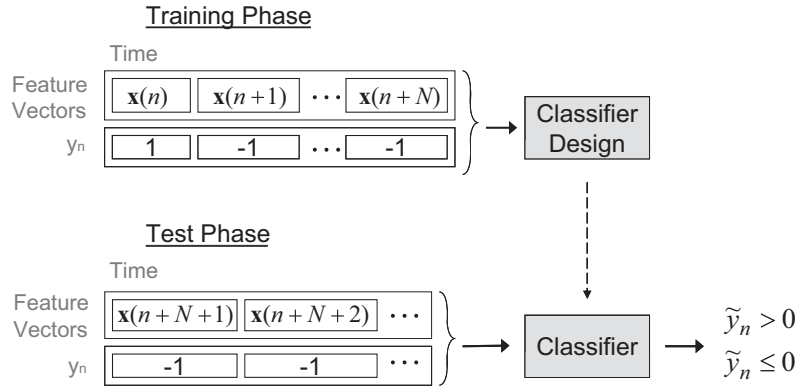 Training Phase
Time
Feature Vectors
x(n) x(n+1) ⋯ x(n+N)
yn
1 -1 ⋯ -1
Classifier Design
Test Phase
Time
Feature Vectors
x(n+N+1) x(n+N+2) ⋯
yn
-1 -1 ⋯
Classifier
ỹn > 0
ỹn ≤ 0